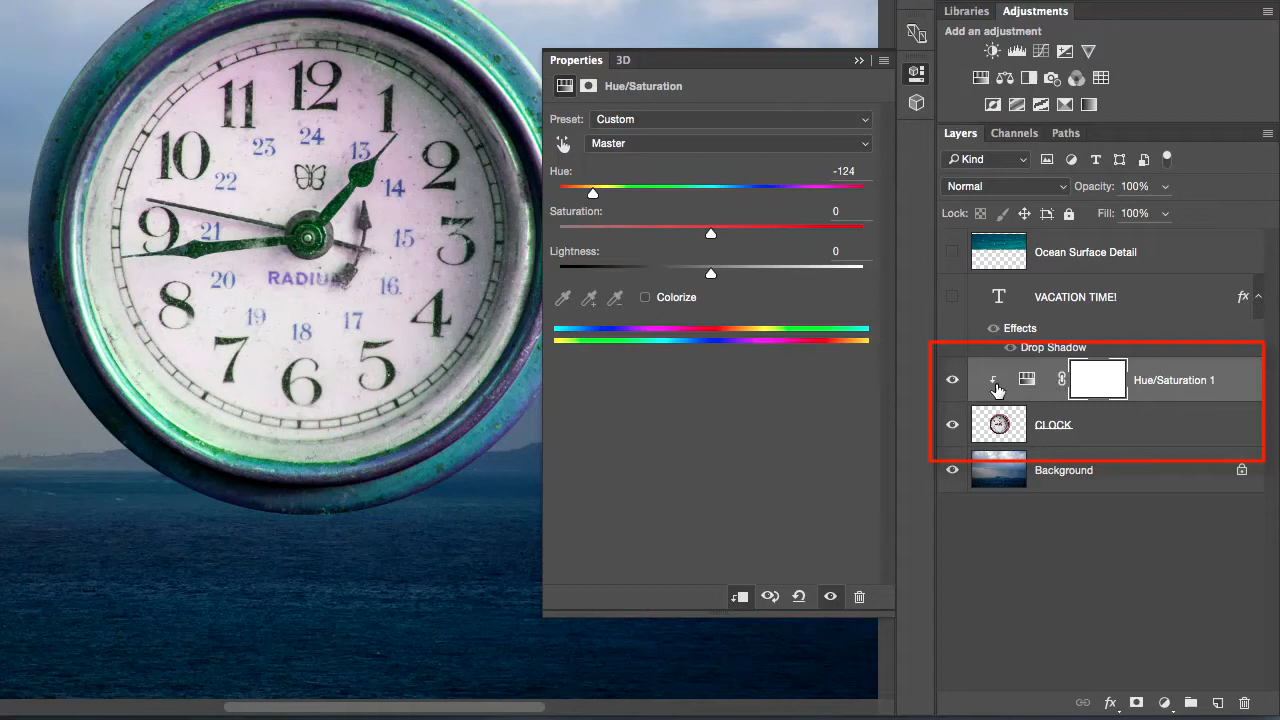 12
11
1
24
23
13
10
2
22
14
9
21
15
3
20
RADIU
16
8
19
18
17
4
7
5
6
Properties
3D
Hue/Saturation
Preset: Custom
Master
Hue: -124
Saturation: 0
Lightness: 0
Colorize
Libraries Adjustments
Add an adjustment
Layers Channels Paths
Kind
Normal Opacity: 100%
Lock: Fill: 100%
Ocean Surface Detail
T VACATION TIME! fx
Effects
Drop Shadow
Hue/Saturation 1
CLOCK
Background
fx